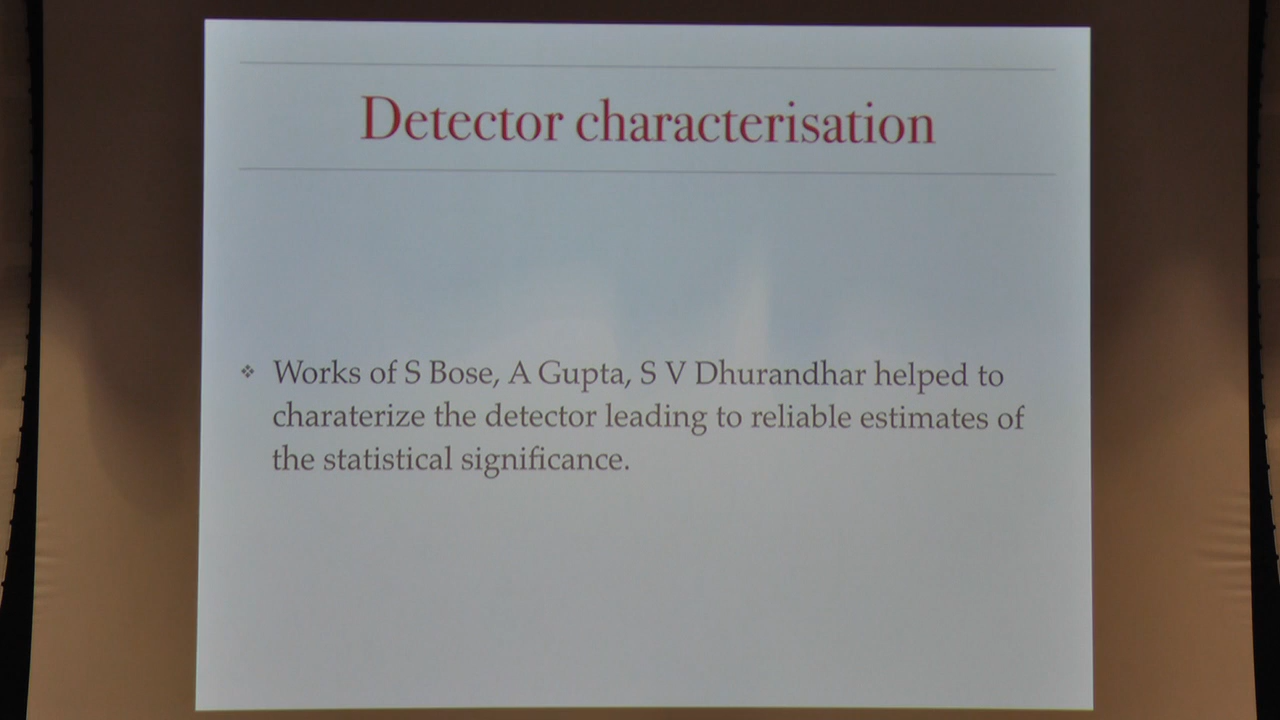 Detector characterisation
❖ Works of S Bose, A Gupta, S V Dhurandhar helped to
charaterize the detector leading to reliable estimates of
the statistical significance.